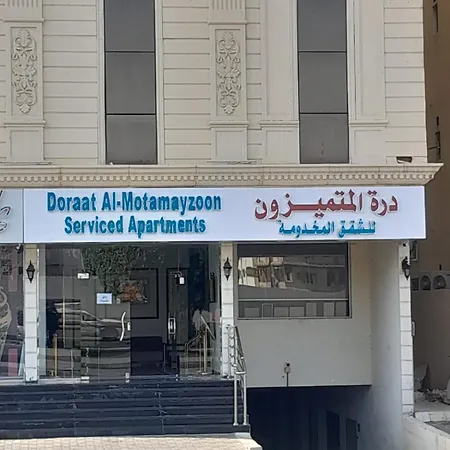 Doraat Al-Motamayzoon
Serviced Apartments
درة المتميزون
للشقق المخدومة